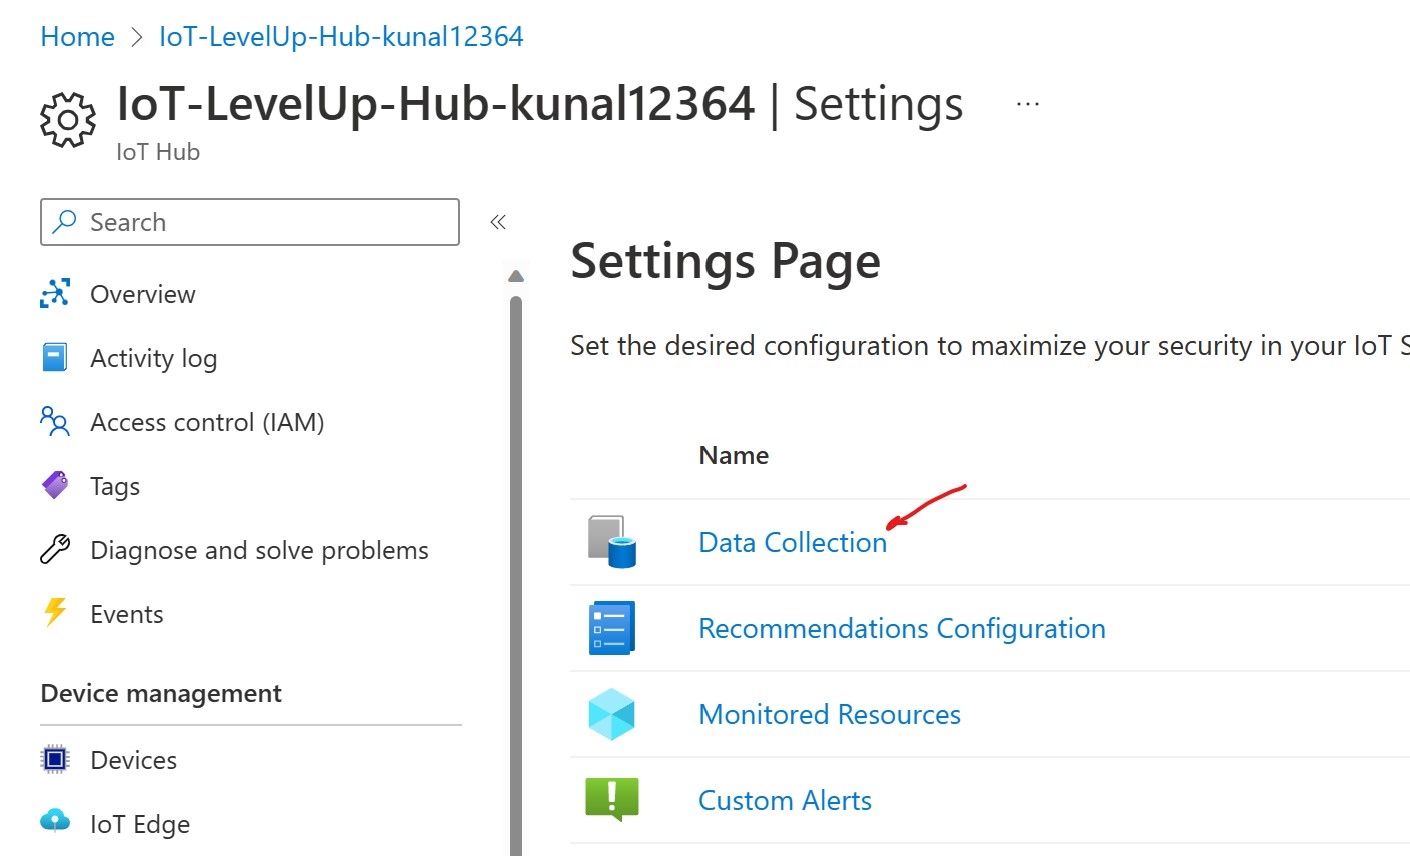 Home > IoT-LevelUp-Hub-kunal12364
IoT-LevelUp-Hub-kunal12364 | Settings ...
IoT Hub
Search «
Overview
Activity log
Access control (IAM)
Tags
Diagnose and solve problems
Events
Device management
Devices
IoT Edge
Settings Page
Set the desired configuration to maximize your security in your IoT S
Name
Data Collection
Recommendations Configuration
Monitored Resources
Custom Alerts